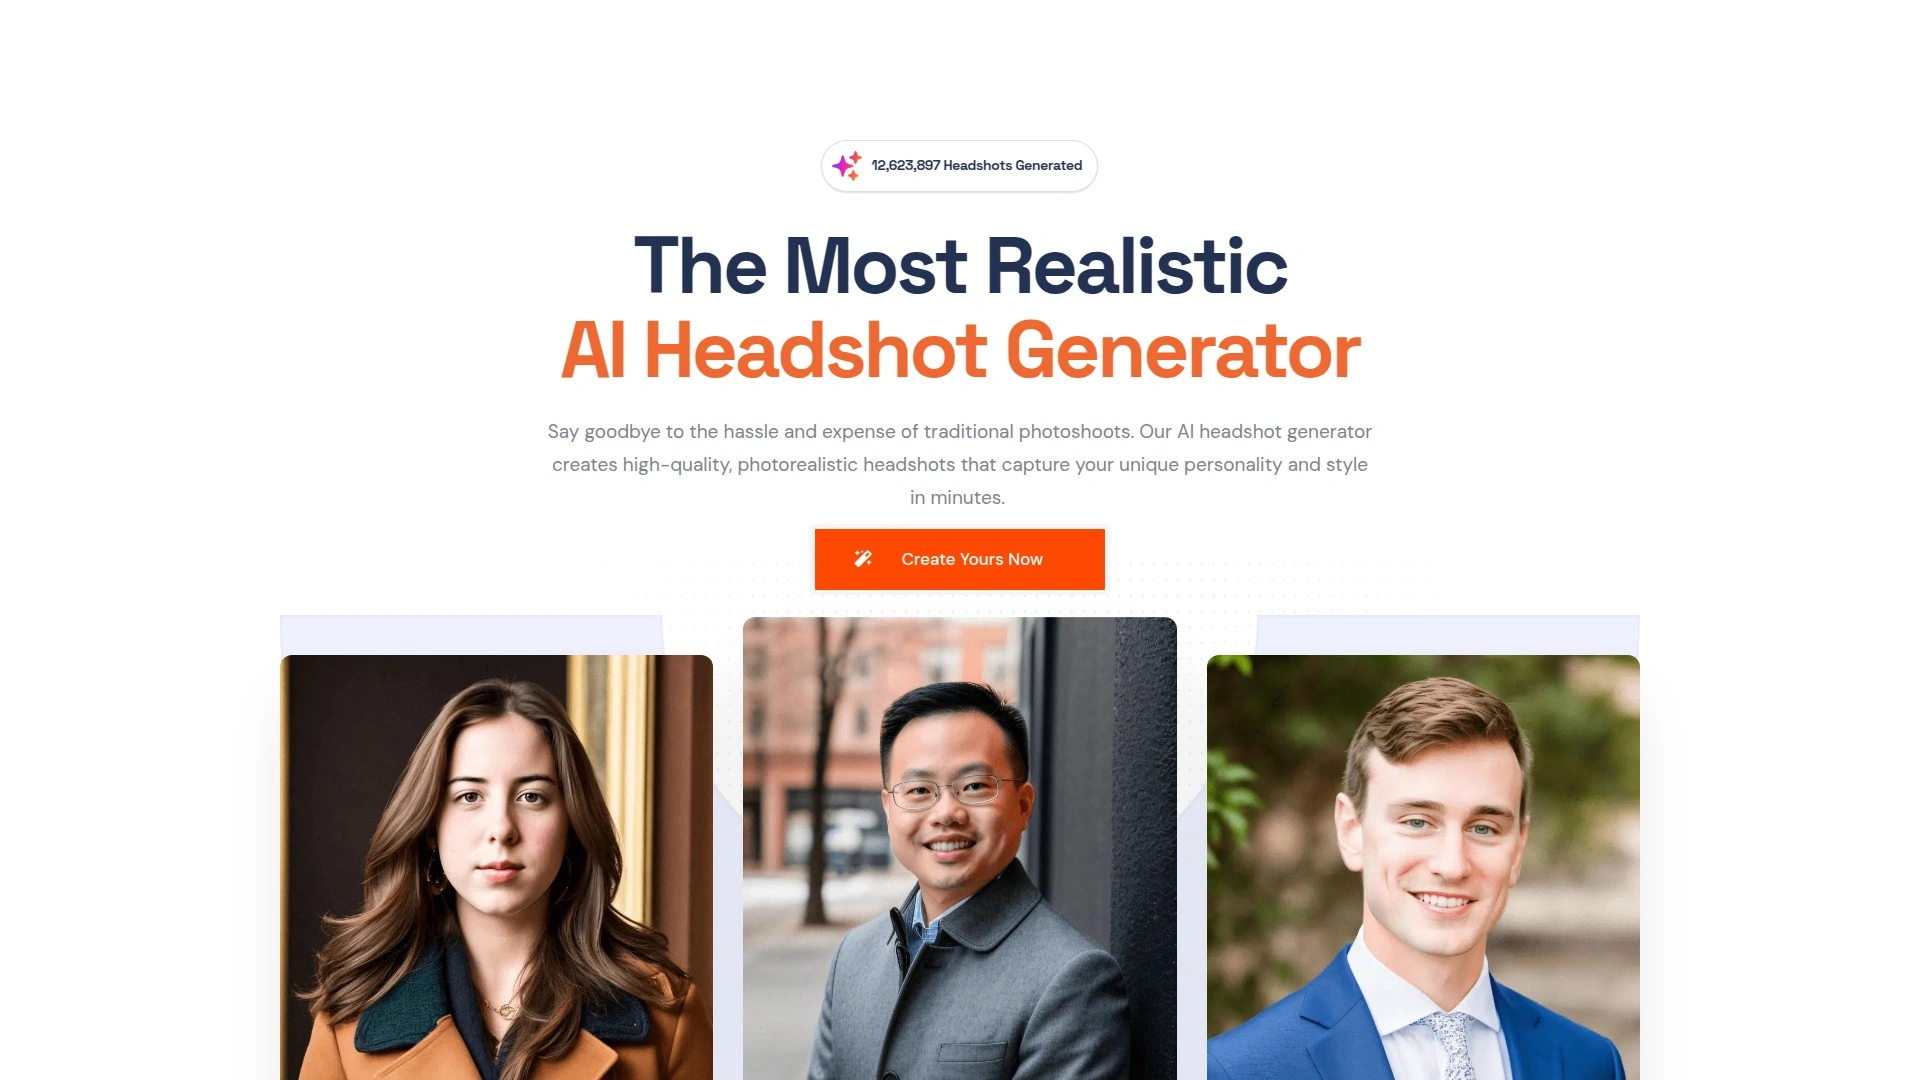 12,623,897 Headshots Generated
The Most Realistic
AI Headshot Generator
Say goodbye to the hassle and expense of traditional photoshoots. Our AI headshot generator
creates high-quality, photorealistic headshots that capture your unique personality and style
in minutes.
Create Yours Now